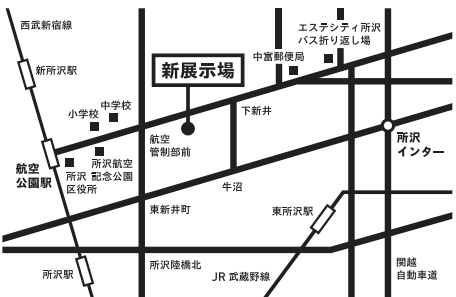 西武新宿線
エステシティ所沢
バス折り返し場
中富郵便局
新展示場
新所沢駅
中学校
小学校
下新井
航空
管制部前
所沢
インター
航空
公園駅
所沢
区役所
所沢航空
記念公園
牛沼
東新井町
東所沢駅
所沢駅
所沢陸橋北
JR 武蔵野線
関越
自動車道